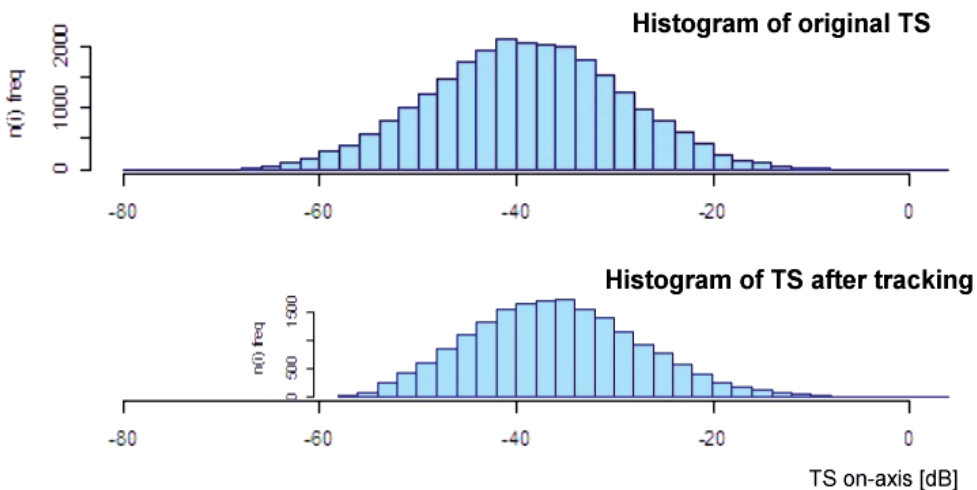 Histogram of original TS
n(i) freq
2000
1000
0
-80 -60 -40 -20 0
Histogram of TS after tracking
n(i) freq
1500
500
0
-80 -60 -40 -20 0
TS on-axis [dB]